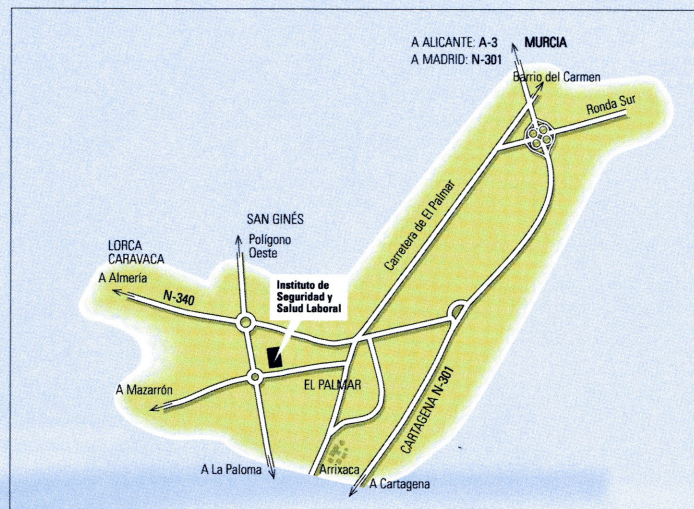 A ALICANTE: A-3 MURCIA
A MADRID: N-301
Barrio del Carmen
Ronda Sur
Carretera de El Palmar
SAN GINÉS
Polígono
Oeste
LORCA
CARAVACA
A Almería
N-340
Instituto de
Seguridad y
Salud Laboral
A Mazarrón
EL PALMAR
CARTAGENA N-301
A La Paloma
Arrixaca
A Cartagena